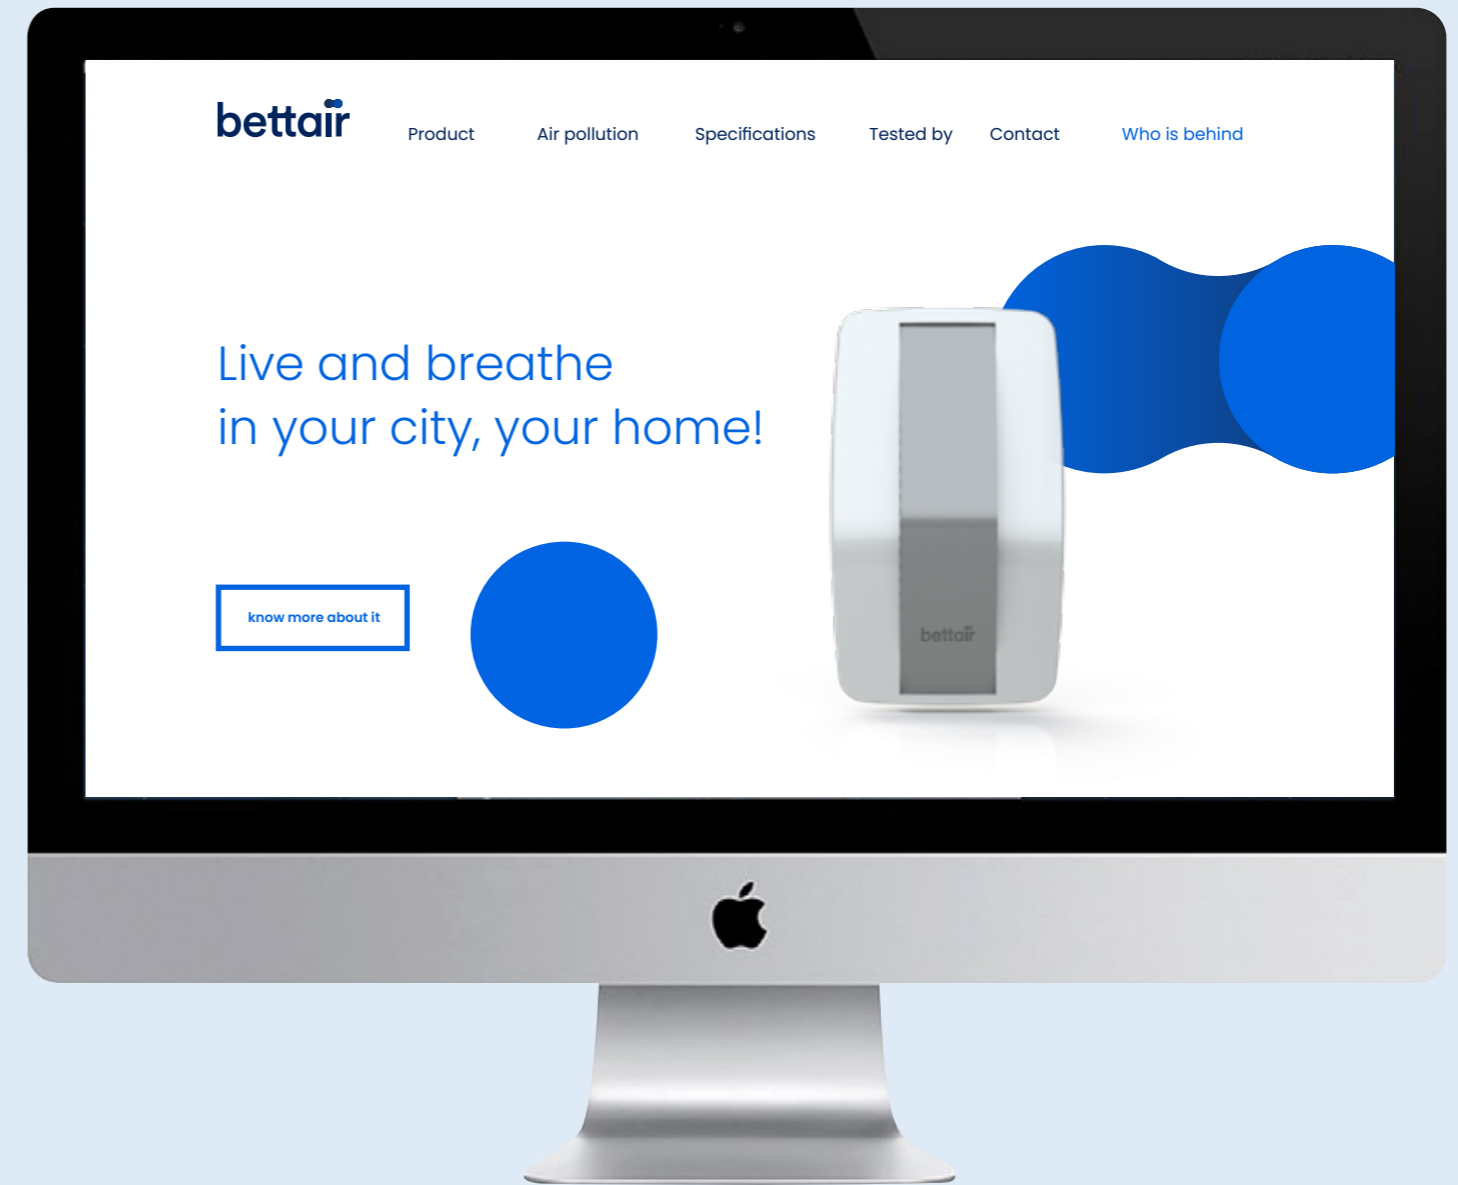 bettair
Product Air pollution Specifications Tested by Contact Who is behind
Live and breathe
in your city, your home!
know more about it
bettair